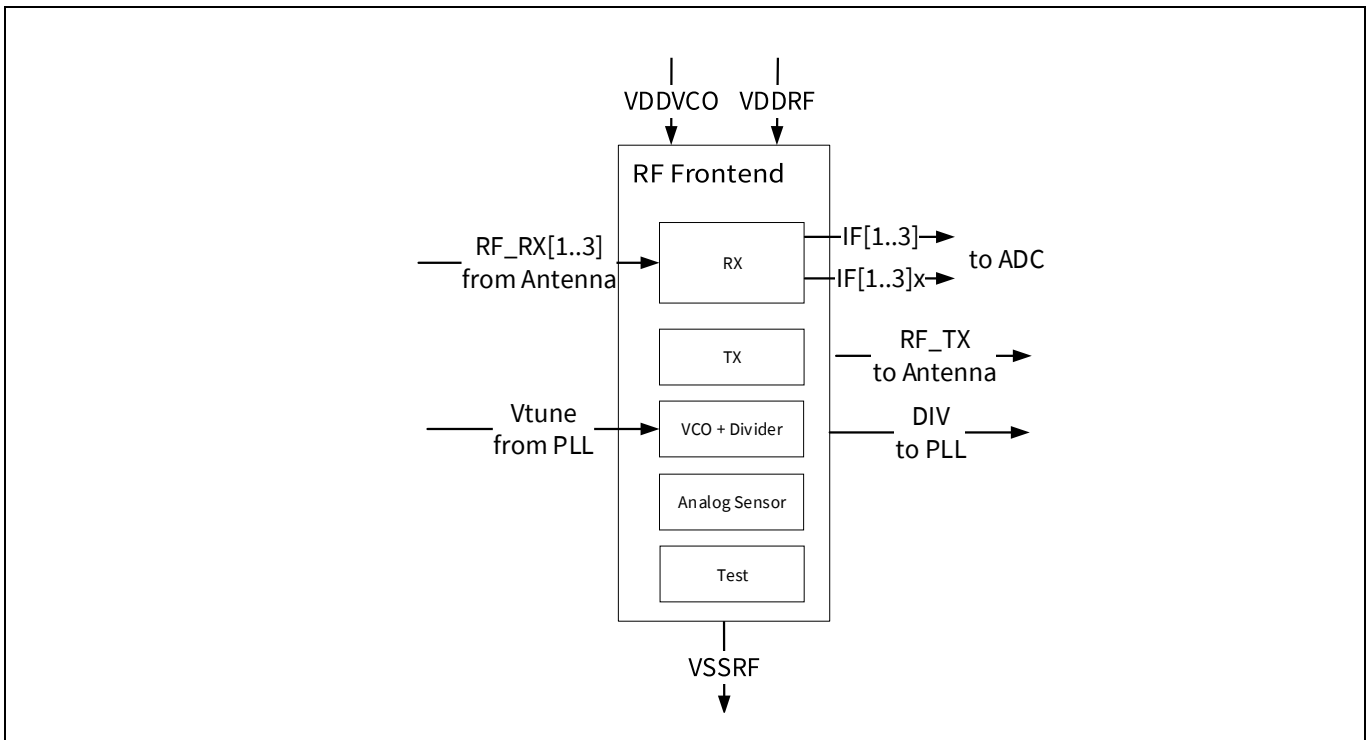 VDDVCO
VDDRF
RF Frontend
RF_RX[1..3]
from Antenna
RX
IF[1..3]
IF[1..3]x
to ADC
TX
RF_TX
to Antenna
Vtune
from PLL
VCO + Divider
DIV
to PLL
Analog Sensor
Test
VSSRF